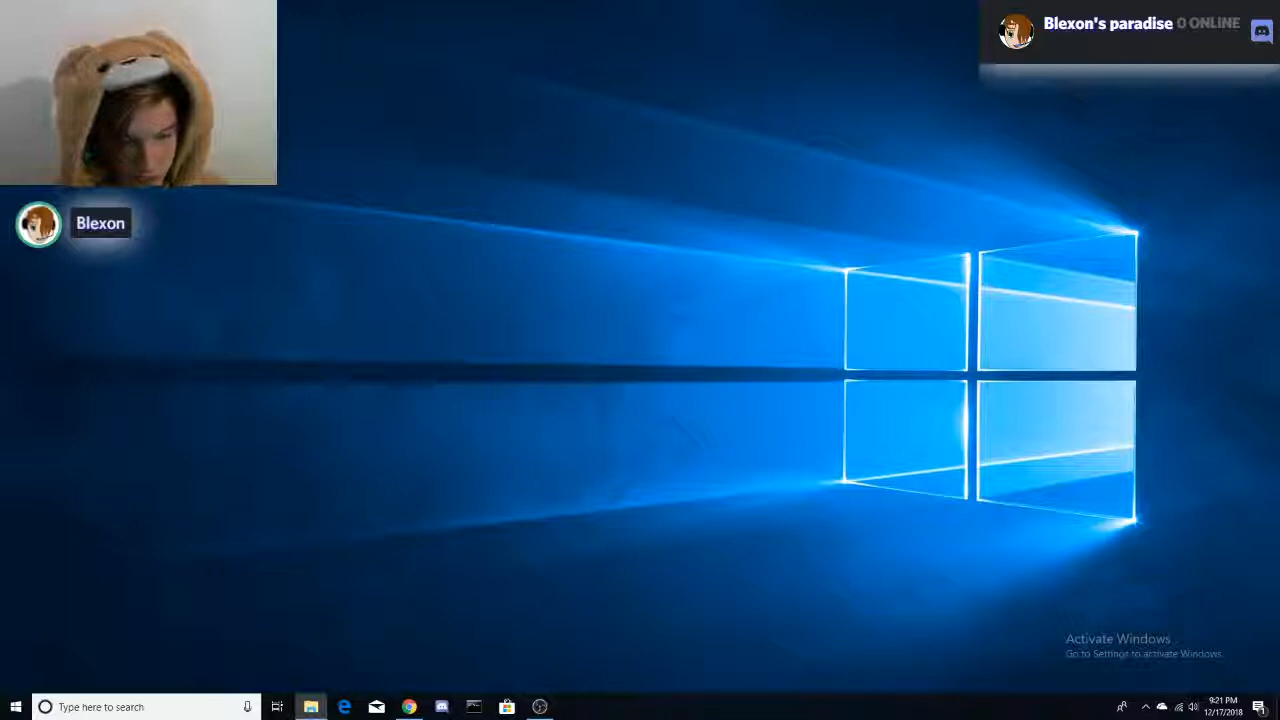 Blexon's paradise 0 ONLINE
Blexon
Activate Windows
Go to Settings to activate Windows.
Type here to search
9:21 PM
12/17/2018